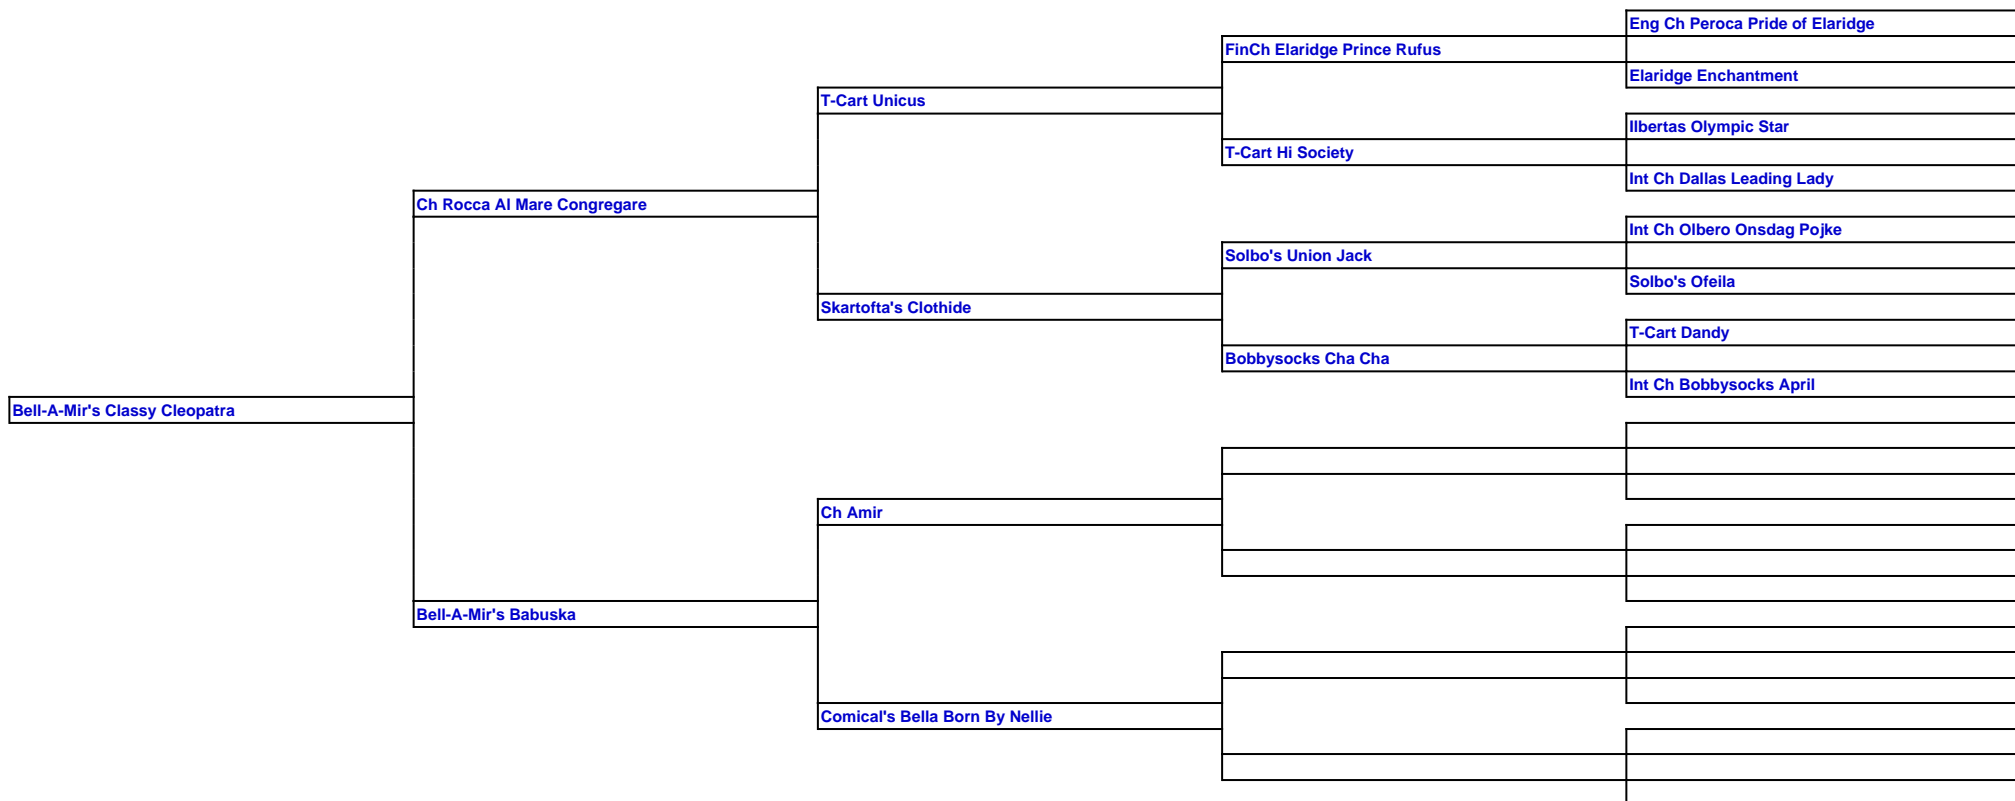 Eng Ch Peroca Pride of Elaridge
FinCh Elaridge Prince Rufus
Elaridge Enchantment
T-Cart Unicus
Ilbertas Olympic Star
T-Cart Hi Society
Int Ch Dallas Leading Lady
Ch Rocca Al Mare Congregare
Int Ch Olbero Onsdag Pojke
Solbo's Union Jack
Solbo's Ofeila
Skartofta's Clothide
T-Cart Dandy
Bobbysocks Cha Cha
Int Ch Bobbysocks April
Bell-A-Mir's Classy Cleopatra
Ch Amir
Bell-A-Mir's Babuska
Comical's Bella Born By Nellie